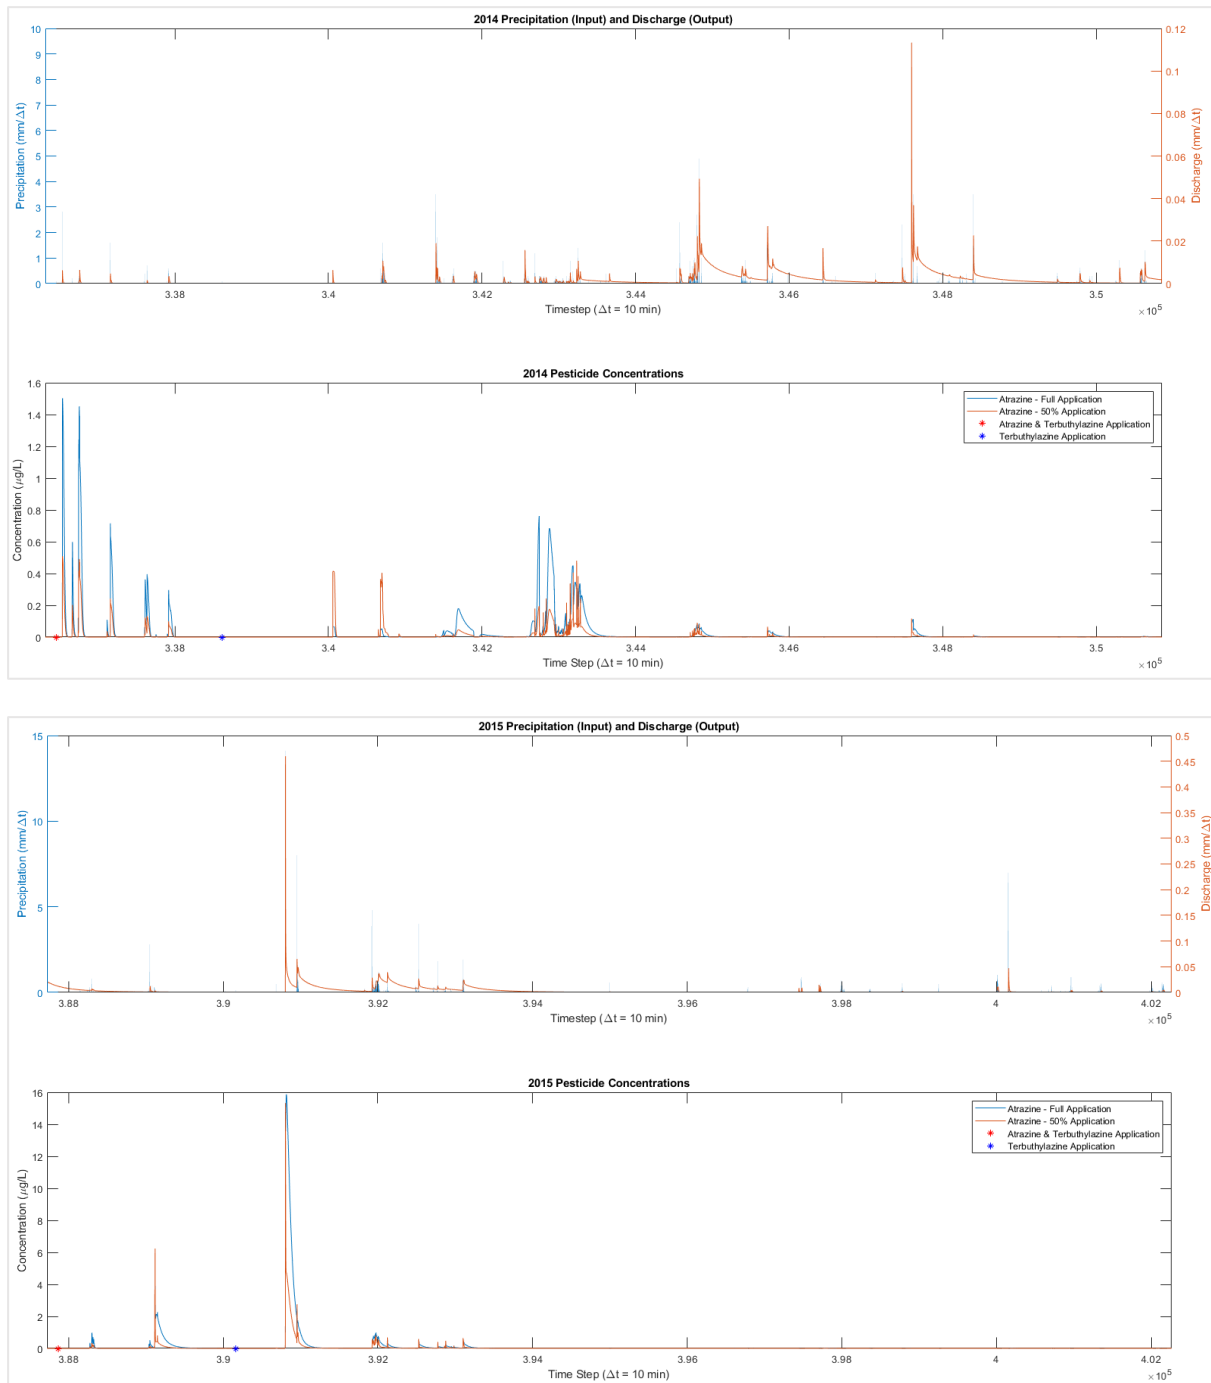 2014 Precipitation (Input) and Discharge (Output)
10
9
8
7
6
5
4
3
2
1
0
Precipitation (mm/Δt)
0.12
0.1
0.08
0.06
0.04
0.02
0
Discharge (mm/Δt)
3.38 3.4 3.42 3.44 3.46 3.48 3.5
Timestep (Δt = 10 min)
×10⁵
2014 Pesticide Concentrations
1.6
1.4
1.2
1
0.8
0.6
0.4
0.2
0
Concentration (μg/L)
Atrazine - Full Application
Atrazine - 50% Application
Atrazine & Terbuthylazine Application
Terbuthylazine Application
3.38 3.4 3.42 3.44 3.46 3.48 3.5
Time Step (Δt = 10 min)
×10⁵
2015 Precipitation (Input) and Discharge (Output)
15
10
5
0
Precipitation (mm/Δt)
0.5
0.45
0.4
0.35
0.3
0.25
0.2
0.15
0.1
0.05
0
Discharge (mm/Δt)
3.88 3.9 3.92 3.94 3.96 3.98 4 4.02
Timestep (Δt = 10 min)
×10⁵
2015 Pesticide Concentrations
16
14
12
10
8
6
4
2
0
Concentration (μg/L)
Atrazine - Full Application
Atrazine - 50% Application
Atrazine & Terbuthylazine Application
Terbuthylazine Application
3.88 3.9 3.92 3.94 3.96 3.98 4 4.02
Time Step (Δt = 10 min)
×10⁵